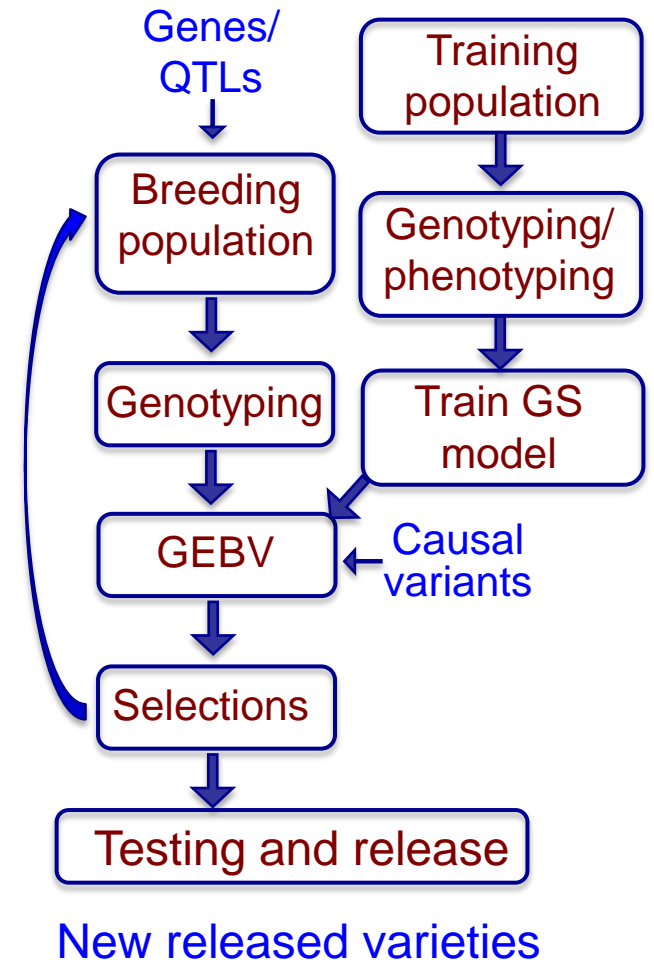 Genes/
QTLs
Training
population
Breeding
population
Genotyping/
phenotyping
Genotyping
Train GS
model
GEBV
Causal
variants
Selections
Testing and release
New released varieties